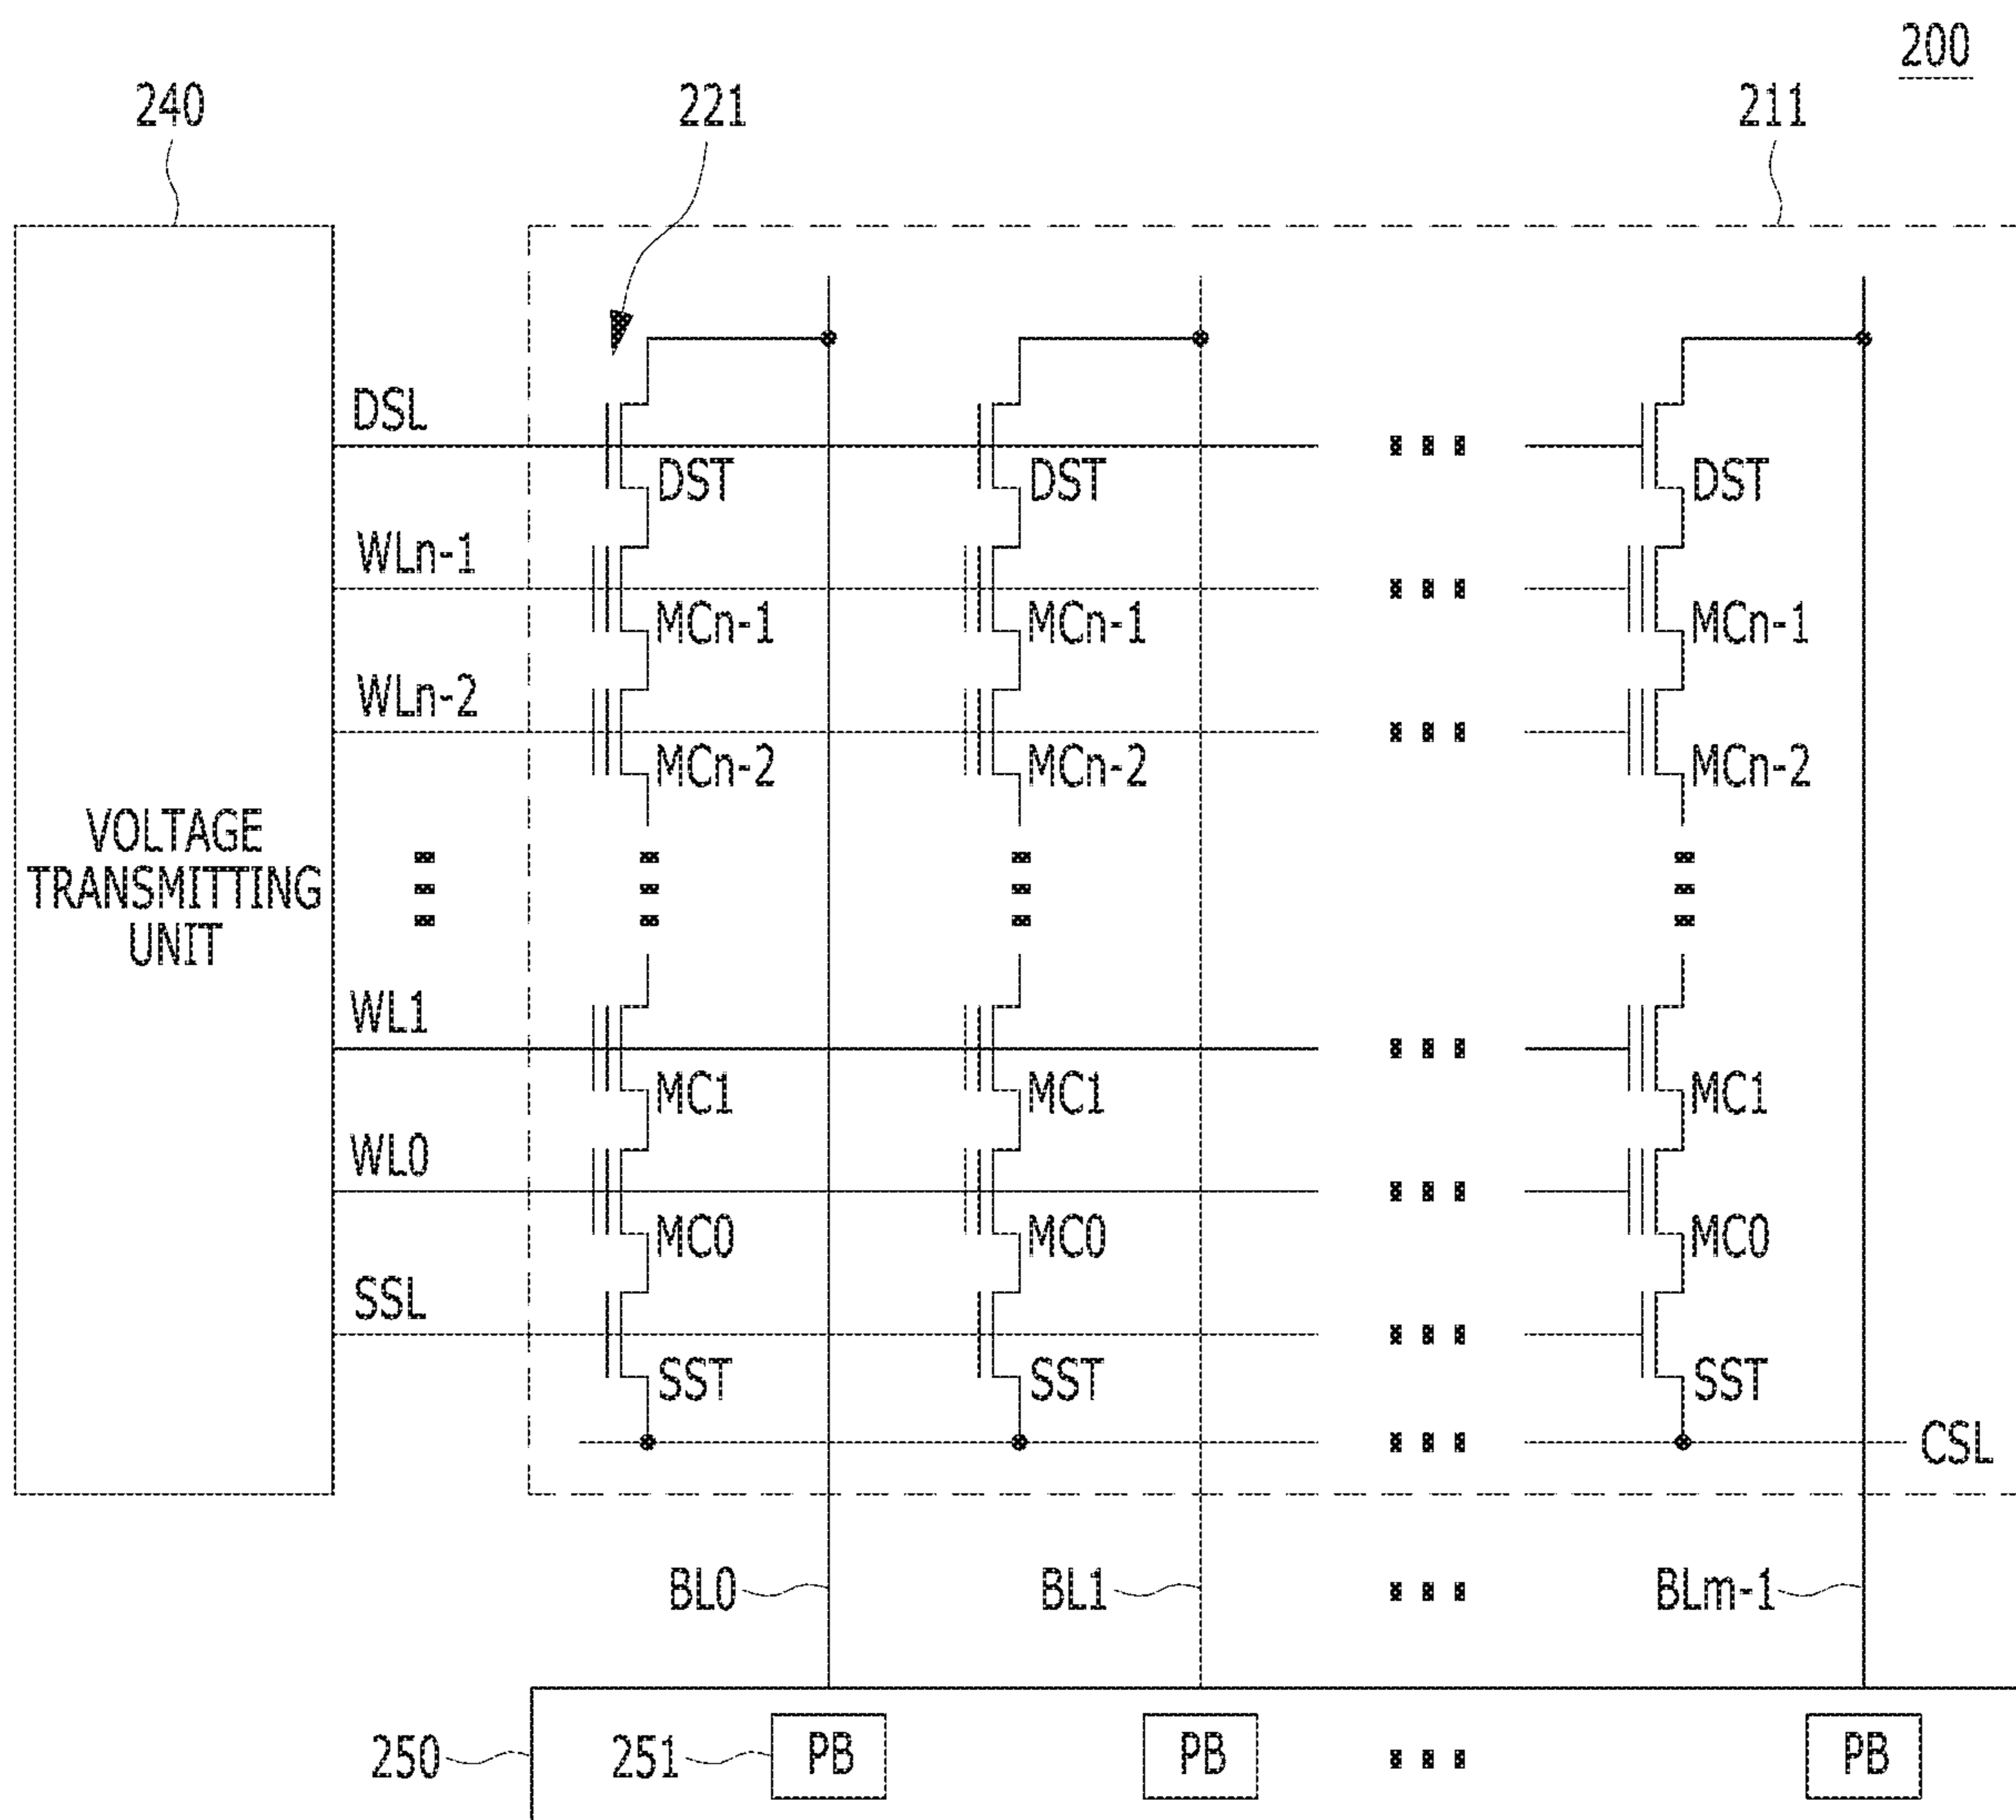 200
240
221
211
DSL
DST
DST
DST
WLn-1
MCn-1
MCn-1
MCn-1
WLn-2
MCn-2
MCn-2
MCn-2
VOLTAGE
TRANSMITTING
UNIT
WL1
MC1
MC1
MC1
WL0
MC0
MC0
MC0
SSL
SST
SST
SST
CSL
BL0
BL1
BLm-1
250
251
PB
PB
PB